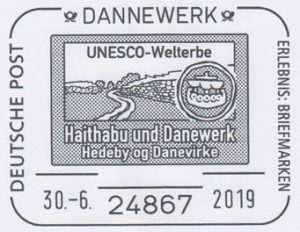 DANNEWERK
DEUTSCHE POST
ERLEBNIS: BRIEFMARKEN
UNESCO-Welterbe
Haithabu und Danewerk
Hedeby og Danevirke
30.-6. 2019
24867